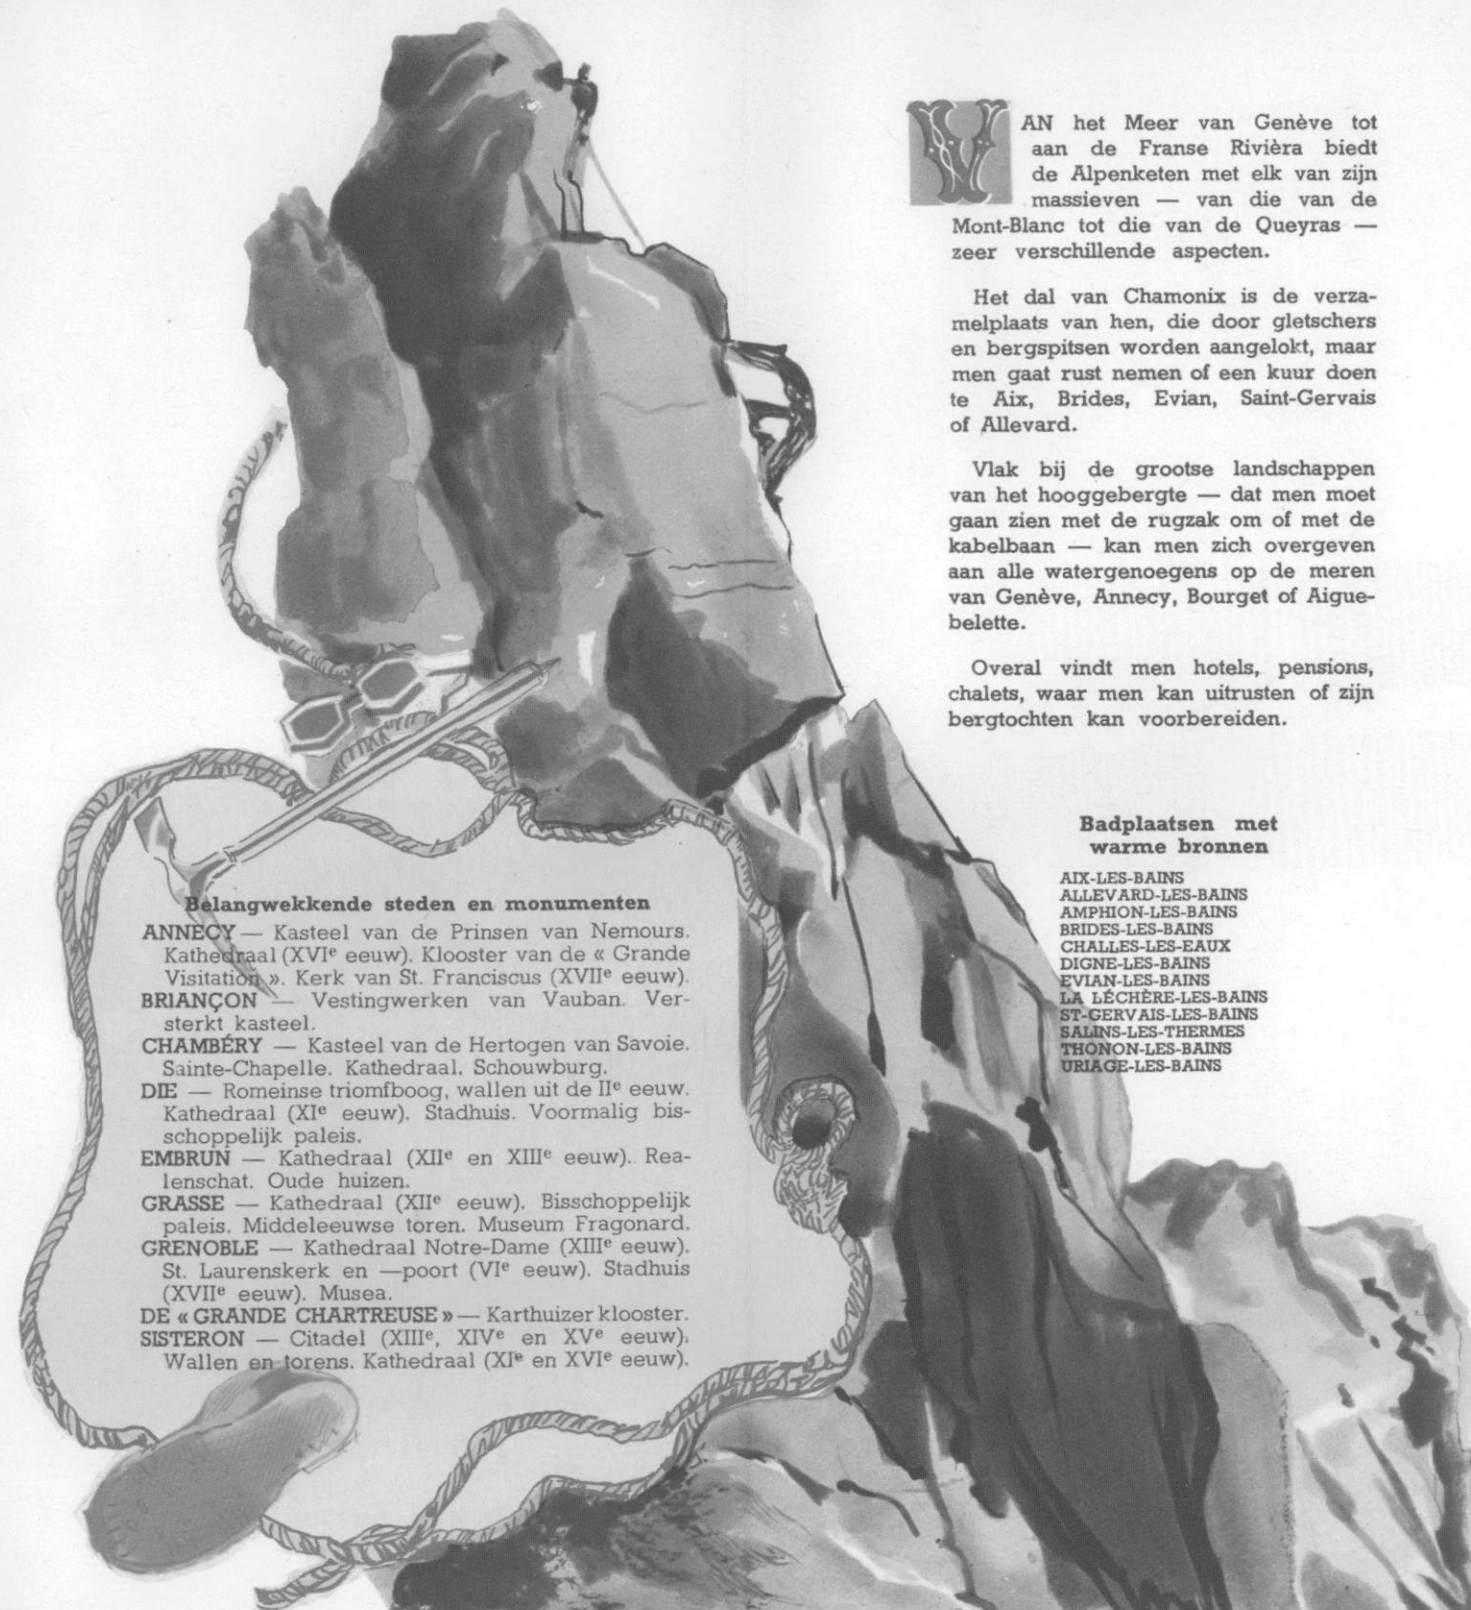 VAN het Meer van Genève tot
aan de Franse Rivièra biedt
de Alpenketen met elk van zijn
massieven — van die van de
Mont-Blanc tot die van de Queyras —
zeer verschillende aspecten.
Het dal van Chamonix is de verza-
melplaats van hen, die door gletschers
en bergspitsen worden aangelokt, maar
men gaat rust nemen of een kuur doen
te Aix, Brides, Evian, Saint-Gervais
of Allevard.
Vlak bij de grootse landschappen
van het hooggebergte — dat men moet
gaan zien met de rugzak om of met de
kabelbaan — kan men zich overgeven
aan alle watergenoegens op de meren
van Genève, Annecy, Bourget of Aigue-
belette.
Overal vindt men hotels, pensions,
chalets, waar men kan uitrusten of zijn
bergtochten kan voorbereiden.
Badplaatsen met
warme bronnen
AIX-LES-BAINS
ALLEVARD-LES-BAINS
AMPHION-LES-BAINS
BRIDES-LES-BAINS
CHALLES-LES-EAUX
DIGNE-LES-BAINS
EVIAN-LES-BAINS
LA LÉCHÈRE-LES-BAINS
ST-GERVAIS-LES-BAINS
SALINS-LES-THERMES
THONON-LES-BAINS
URIAGE-LES-BAINS
Belangwekkende steden en monumenten
ANNECY — Kasteel van de Prinsen van Nemours.
Kathedraal (XVIe eeuw). Klooster van de « Grande
Visitation ». Kerk van St. Franciscus (XVIIe eeuw).
BRIANÇON — Vestingwerken van Vauban. Ver-
sterkt kasteel.
CHAMBÉRY — Kasteel van de Hertogen van Savoie.
Sainte-Chapelle. Kathedraal. Schouwburg.
DIE — Romeinse triomfboog, wallen uit de IIe eeuw.
Kathedraal (XIe eeuw). Stadhuis. Voormalig bis-
schoppelijk paleis.
EMBRUN — Kathedraal (XIIe en XIIIe eeuw). Rea-
lenschat. Oude huizen.
GRASSE — Kathedraal (XIIe eeuw). Bisschoppelijk
paleis. Middeleeuwse toren. Museum Fragonard.
GRENOBLE — Kathedraal Notre-Dame (XIIIe eeuw).
St. Laurenskerk en —poort (VIe eeuw). Stadhuis
(XVIIe eeuw). Musea.
DE « GRANDE CHARTREUSE » — Karthuizer klooster.
SISTERON — Citadel (XIIIe, XIVe en XVe eeuw).
Wallen en torens. Kathedraal (XIe en XVIe eeuw).